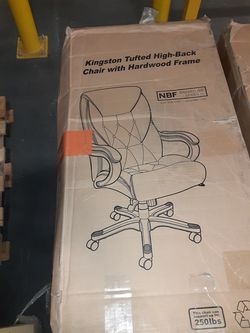 Kingston Tufted High-Back
Chair with Hardwood Frame
NBF
This chair can
support up to:
250lbs